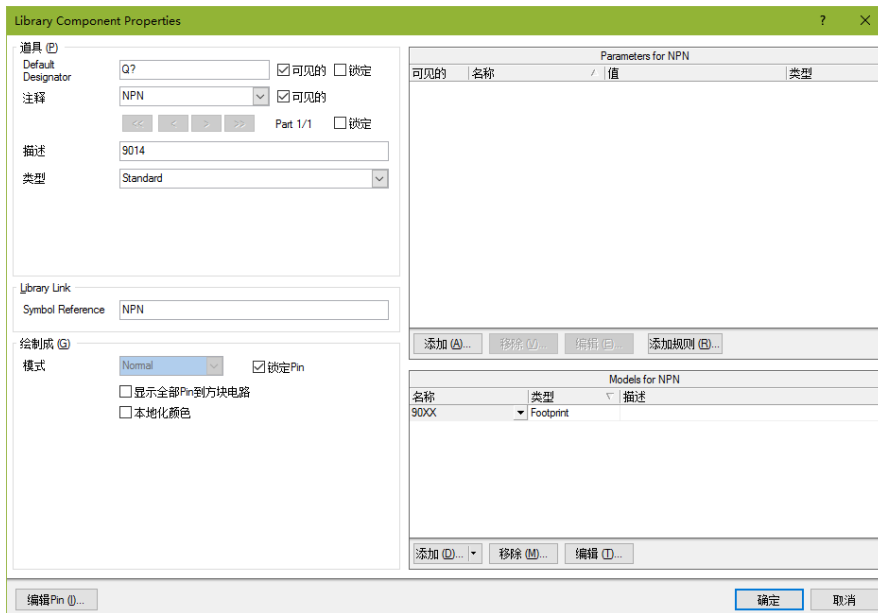 Library Component Properties
?
道具 (P)
Default Designator
Q?
可见的
锁定
注释
NPN
可见的
<<
<
>
>>
Part 1/1
锁定
描述
9014
类型
Standard
Library Link
Symbol Reference
NPN
绘制成 (G)
模式
Normal
锁定Pin
显示全部Pin到方块电路
本地化颜色
Parameters for NPN
可见的 名称 值 类型
添加 (A)...
移除 (V)...
编辑 (E)...
添加规则 (R)...
Models for NPN
名称 类型 描述
90XX Footprint
添加 (D)...
移除 (M)...
编辑 (T)...
编辑Pin (I)...
确定
取消